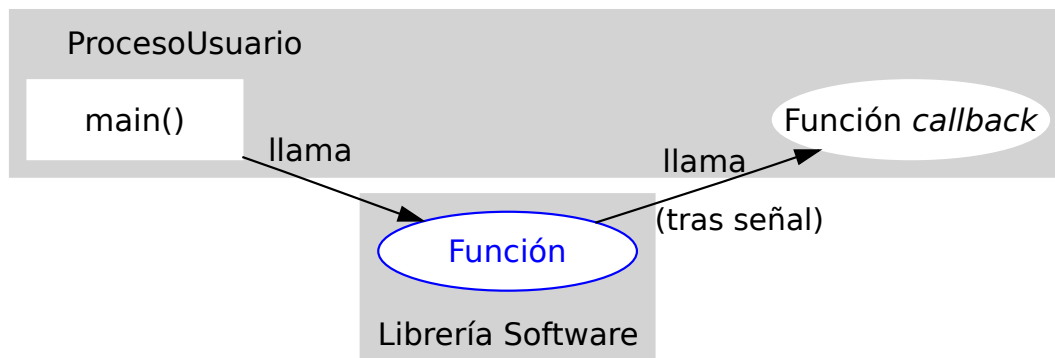 ProcesoUsuario
main()
Función callback
llama
llama
(tras señal)
Función
Librería Software